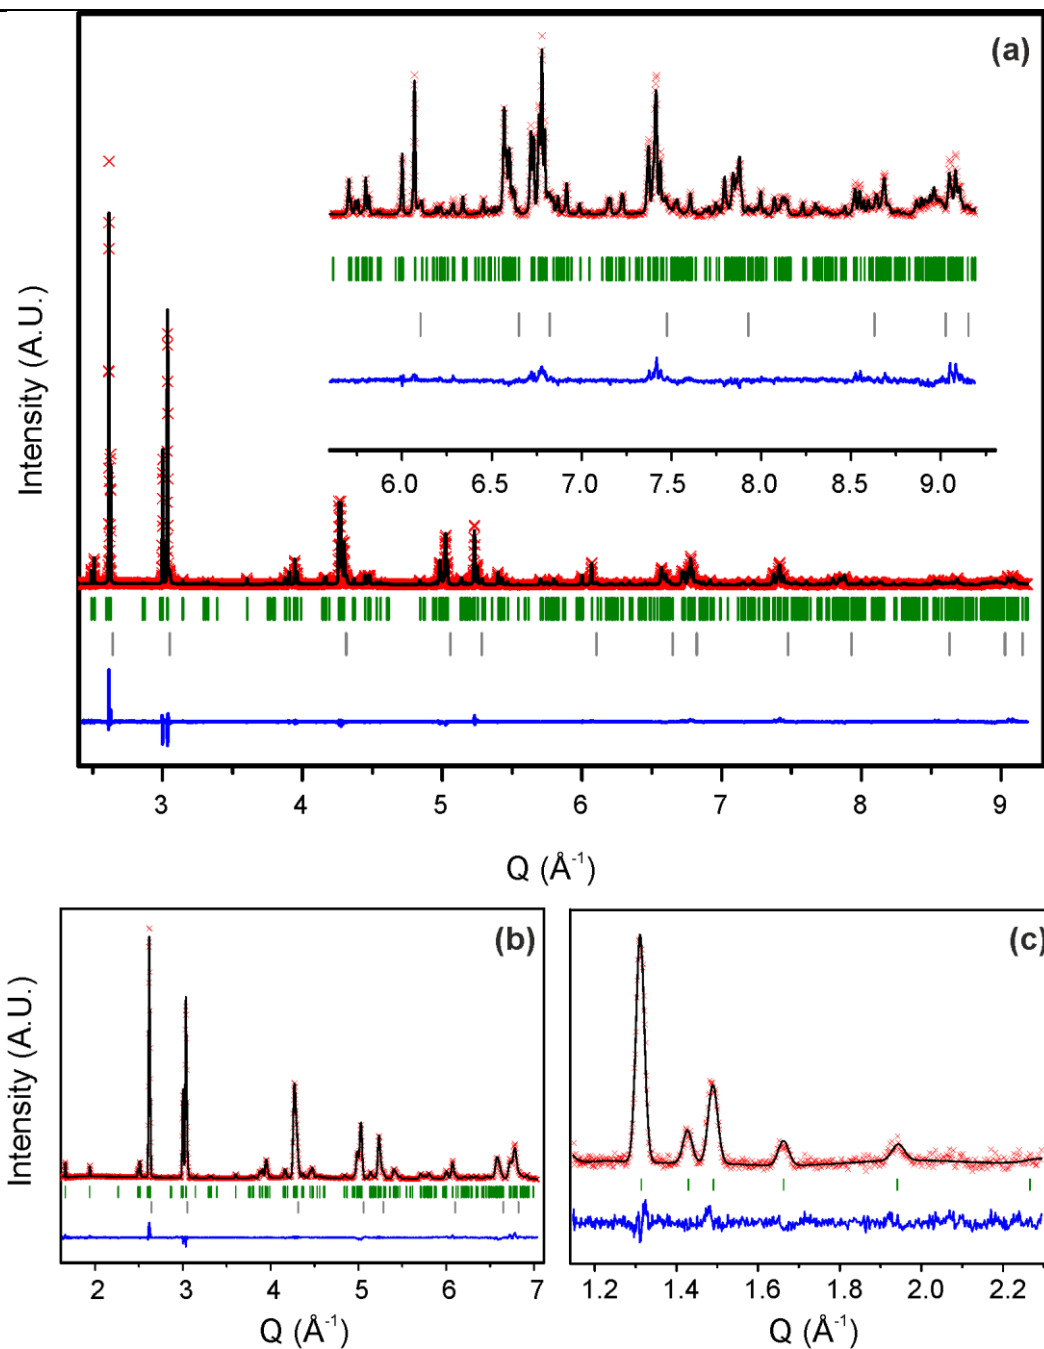 (a)
Intensity (A.U.)
6.0 6.5 7.0 7.5 8.0 8.5 9.0
3 4 5 6 7 8 9
Q (Å⁻¹)
(b)
Intensity (A.U.)
2 3 4 5 6 7
Q (Å⁻¹)
(c)
1.2 1.4 1.6 1.8 2.0 2.2
Q (Å⁻¹)